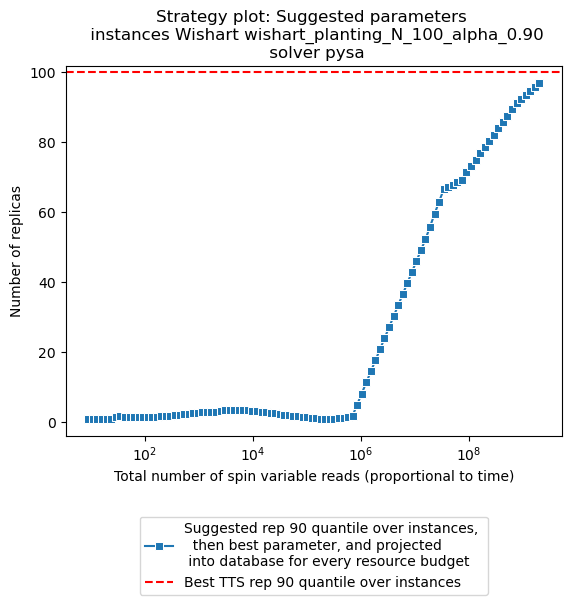 Strategy plot: Suggested parameters
instances Wishart wishart_planting_N_100_alpha_0.90
solver pysa
100
80
60
40
20
0
Number of replicas
10^2
10^4
10^6
10^8
Total number of spin variable reads (proportional to time)
Suggested rep 90 quantile over instances,
then best parameter, and projected
into database for every resource budget
Best TTS rep 90 quantile over instances